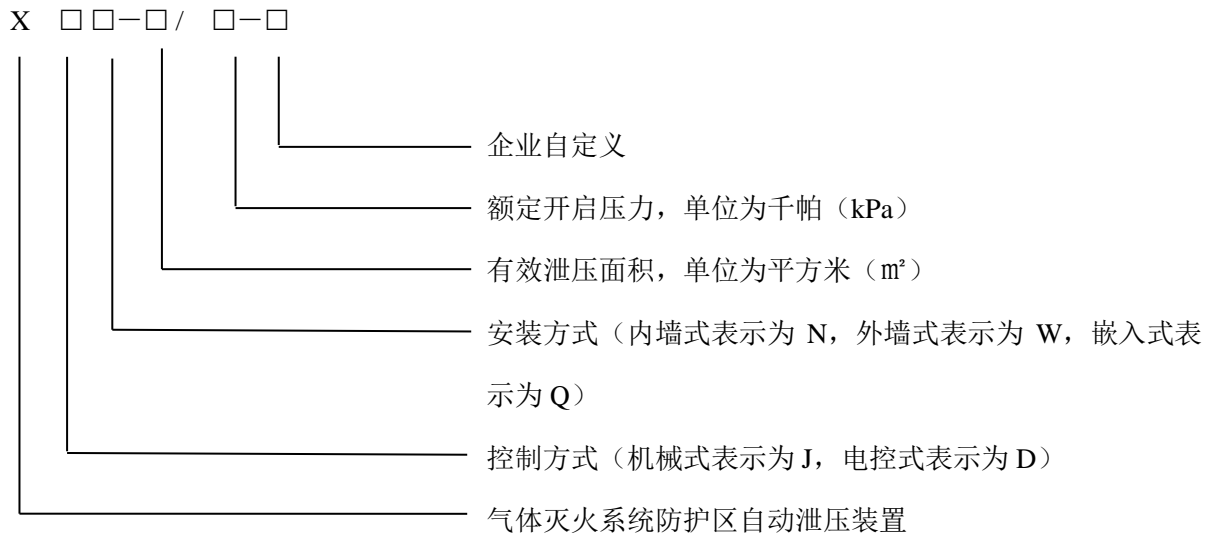 X □□－□/ □－□
企业自定义
额定开启压力，单位为千帕（kPa）
有效泄压面积，单位为平方米（㎡）
安装方式（内墙式表示为 N，外墙式表示为 W，嵌入式表
示为 Q）
控制方式（机械式表示为 J，电控式表示为 D）
气体灭火系统防护区自动泄压装置